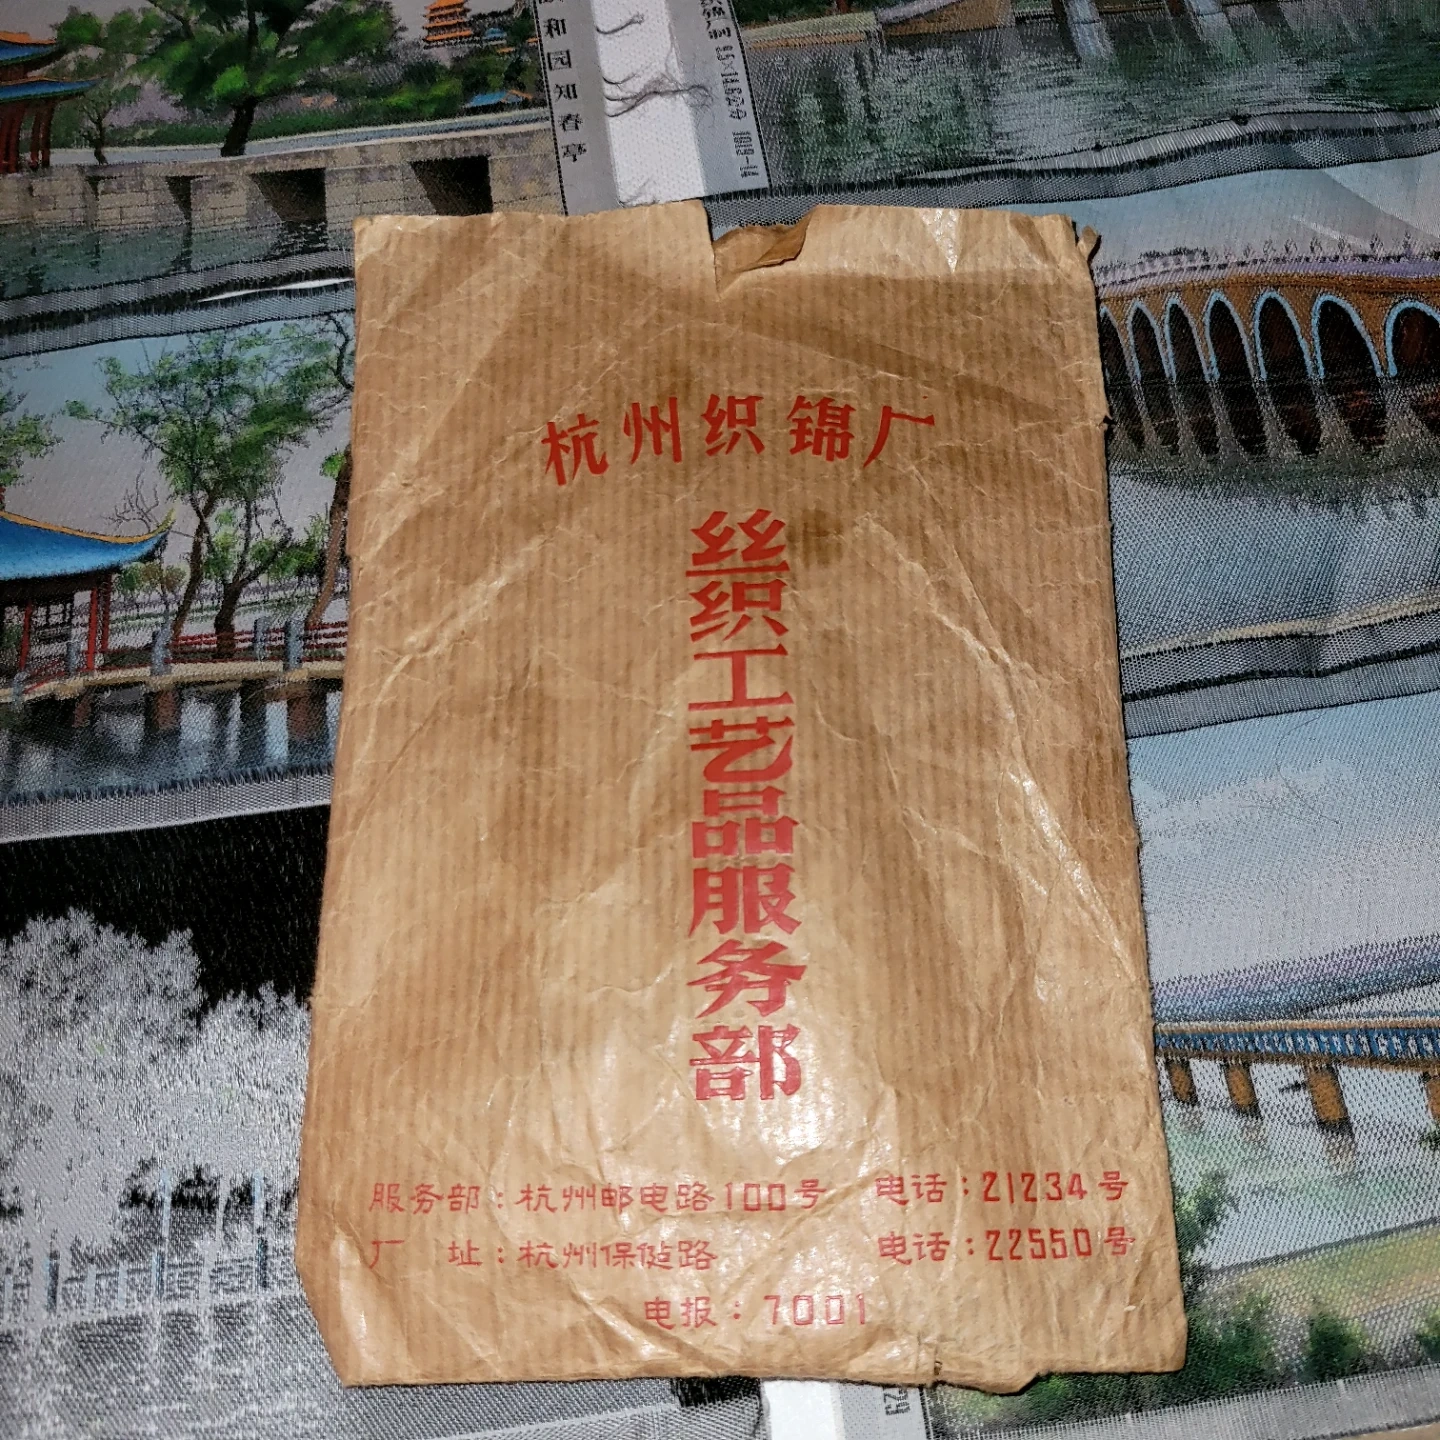 和园知春亭
杭州织锦厂
丝织工艺品服务部
服务部：杭州邮电路100号 电话：21234号
厂 址：杭州保俶路 电话：22550号
电报：7001